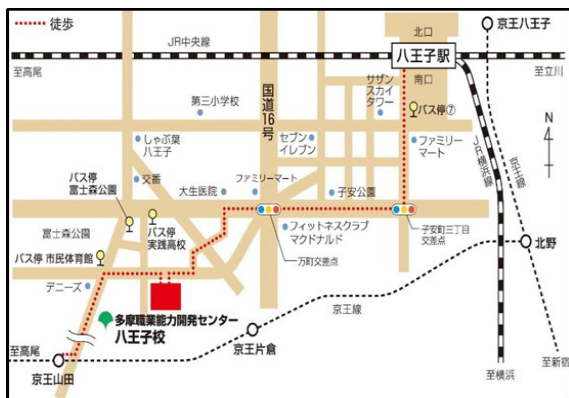 徒歩
北口
京王八王子
JR中央線
八王子駅
至高尾
至立川
南口
サザン
スカイ
タワー
バス停⑦
国道16号
第三小学校
N
しゃぶ葉
八王子
セブン
イレブン
ファミリー
マート
JR横浜線
京王線
交番
ファミリーマート
大生医院
子安公園
バス停
富士森公園
バス停
実践高校
フィットネスクラブ
マクドナルド
子安町三丁目
交差点
富士森公園
万町交差点
北野
バス停 市民体育館
デニーズ
京王線
多摩職業能力開発センター
八王子校
至高尾
京王片倉
京王山田
至横浜
至新宿